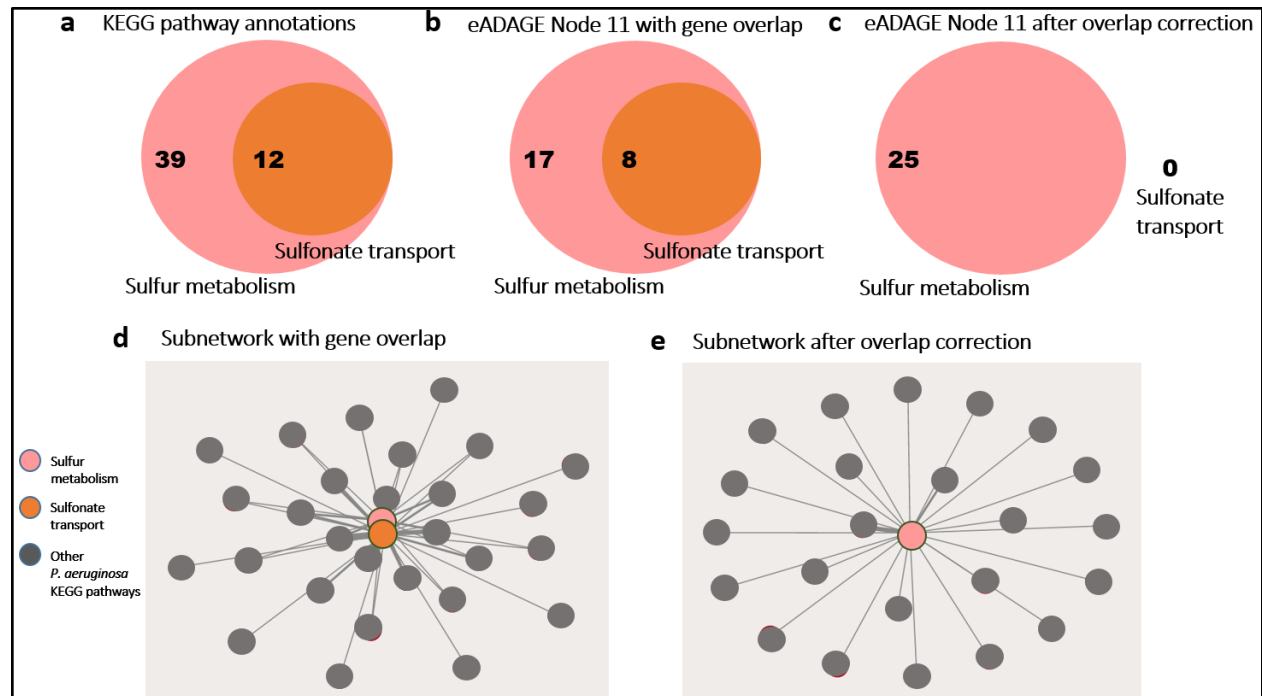 a KEGG pathway annotations
b eADAGE Node 11 with gene overlap
c eADAGE Node 11 after overlap correction
39
12
Sulfonate transport
Sulfur metabolism
17
8
Sulfonate transport
Sulfur metabolism
25
0
Sulfonate
transport
Sulfur metabolism
d Subnetwork with gene overlap
e Subnetwork after overlap correction
Sulfur
metabolism
Sulfonate
transport
Other
P. aeruginosa
KEGG pathways